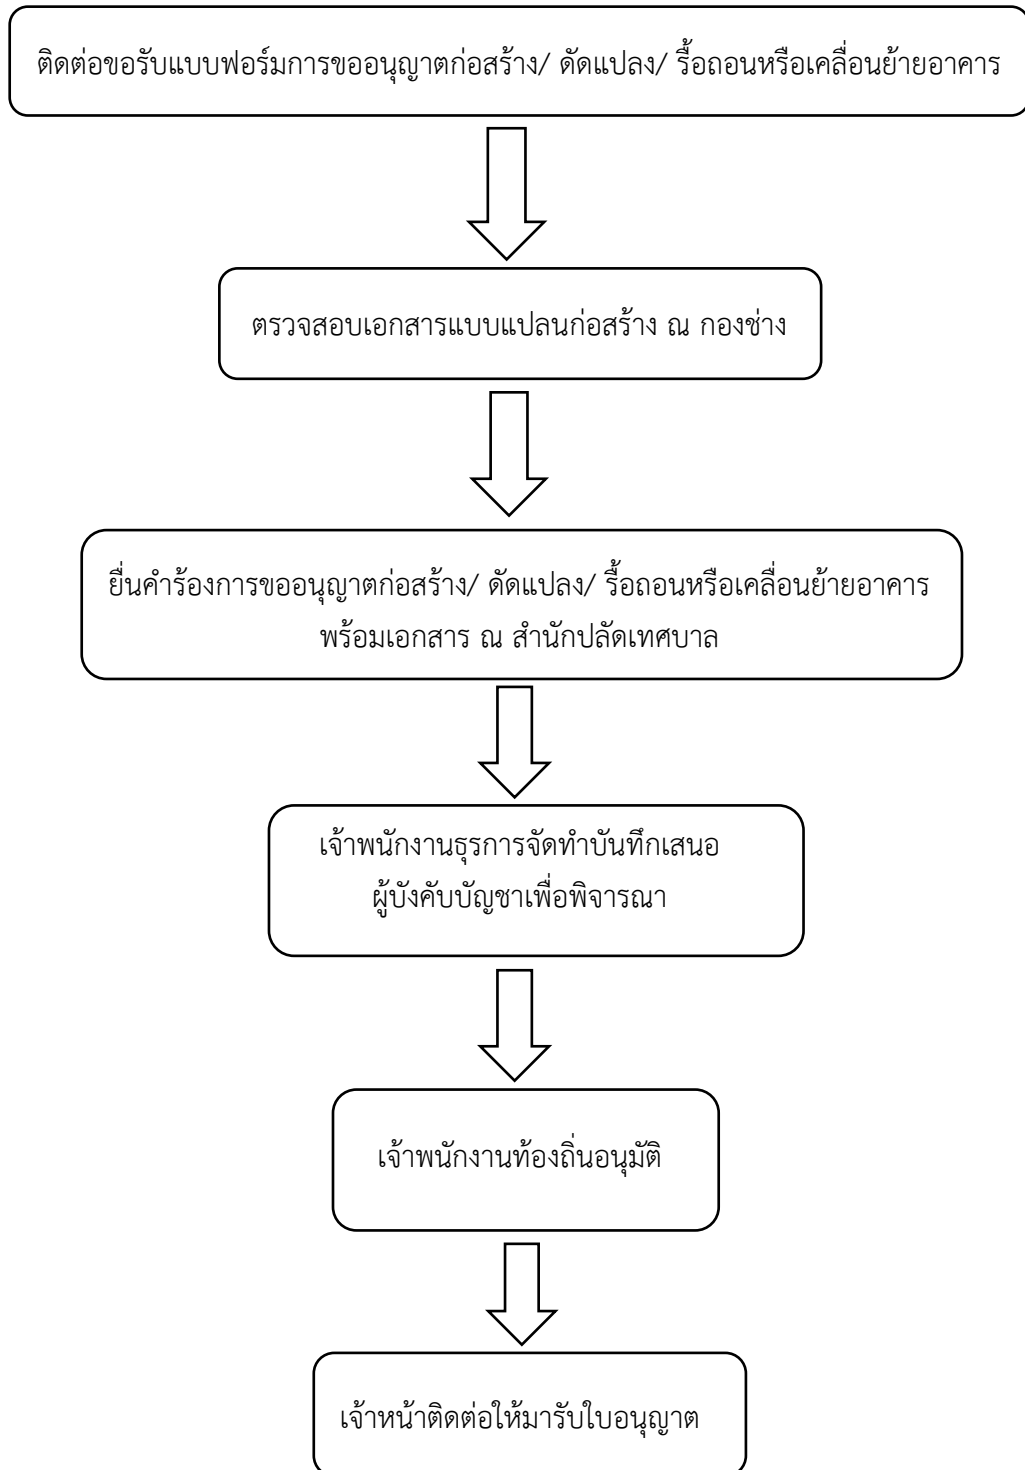 ติดต่อขอรับแบบฟอร์มการขออนุญาตก่อสร้าง/ ดัดแปลง/ รื้อถอนหรือเคลื่อนย้ายอาคาร
ตรวจสอบเอกสารแบบแปลนก่อสร้าง ณ กองช่าง
ยื่นคำร้องการขออนุญาตก่อสร้าง/ ดัดแปลง/ รื้อถอนหรือเคลื่อนย้ายอาคาร
พร้อมเอกสาร ณ สำนักปลัดเทศบาล
เจ้าพนักงานธุรการจัดทำบันทึกเสนอ
ผู้บังคับบัญชาเพื่อพิจารณา
เจ้าพนักงานท้องถิ่นอนุมัติ
เจ้าหน้าติดต่อให้มารับใบอนุญาต